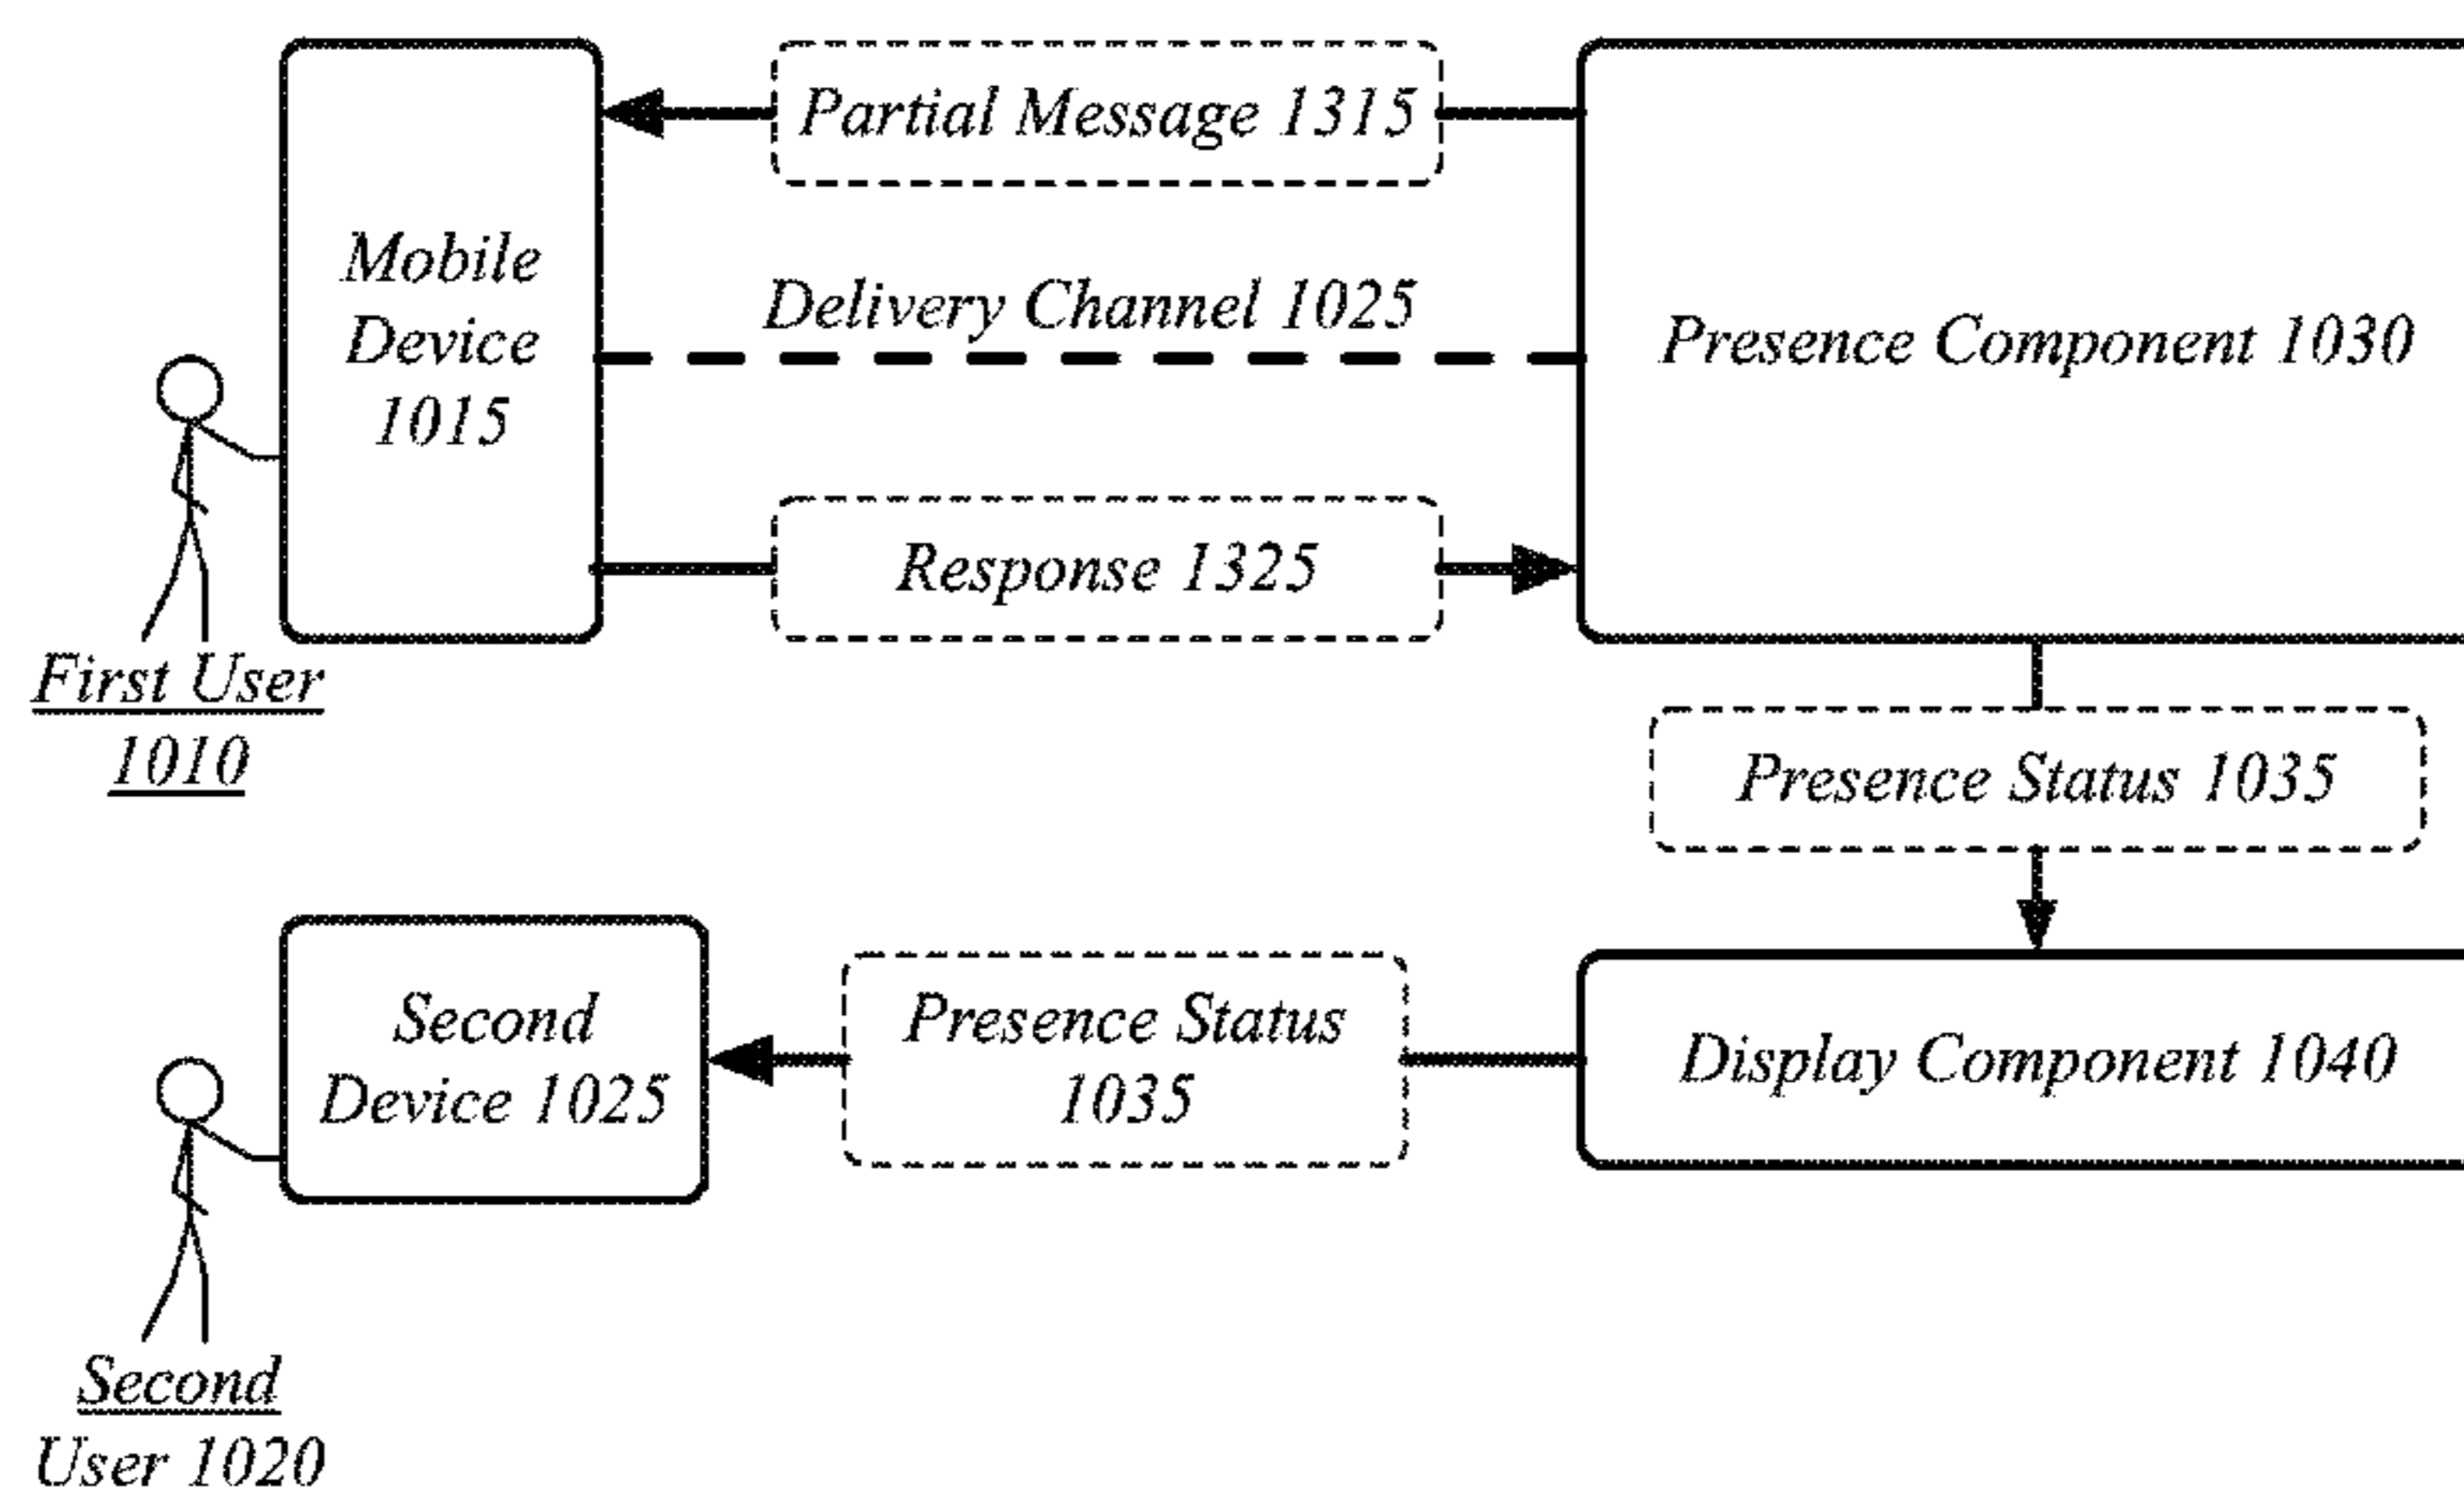 Partial Message 1315
Mobile
Device
1015
Delivery Channel 1025
Presence Component 1030
Response 1325
First User
1010
Presence Status 1035
Second
Device 1025
Presence Status
1035
Display Component 1040
Second
User 1020